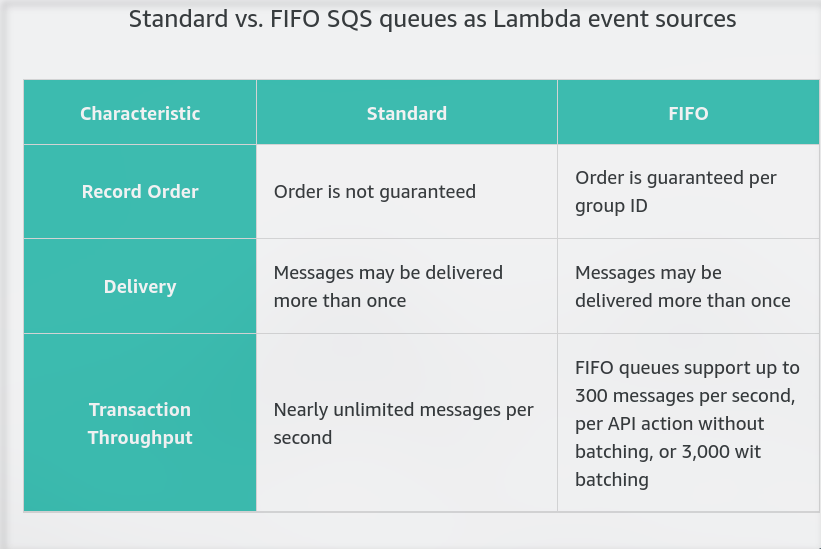 Standard vs. FIFO SQS queues as Lambda event sources
Characteristic
Standard
FIFO
Record Order
Order is not guaranteed
Order is guaranteed per
group ID
Delivery
Messages may be delivered
more than once
Messages may be
delivered more than once
Transaction
Throughput
Nearly unlimited messages per
second
FIFO queues support up to
300 messages per second,
per API action without
batching, or 3,000 wit
batching